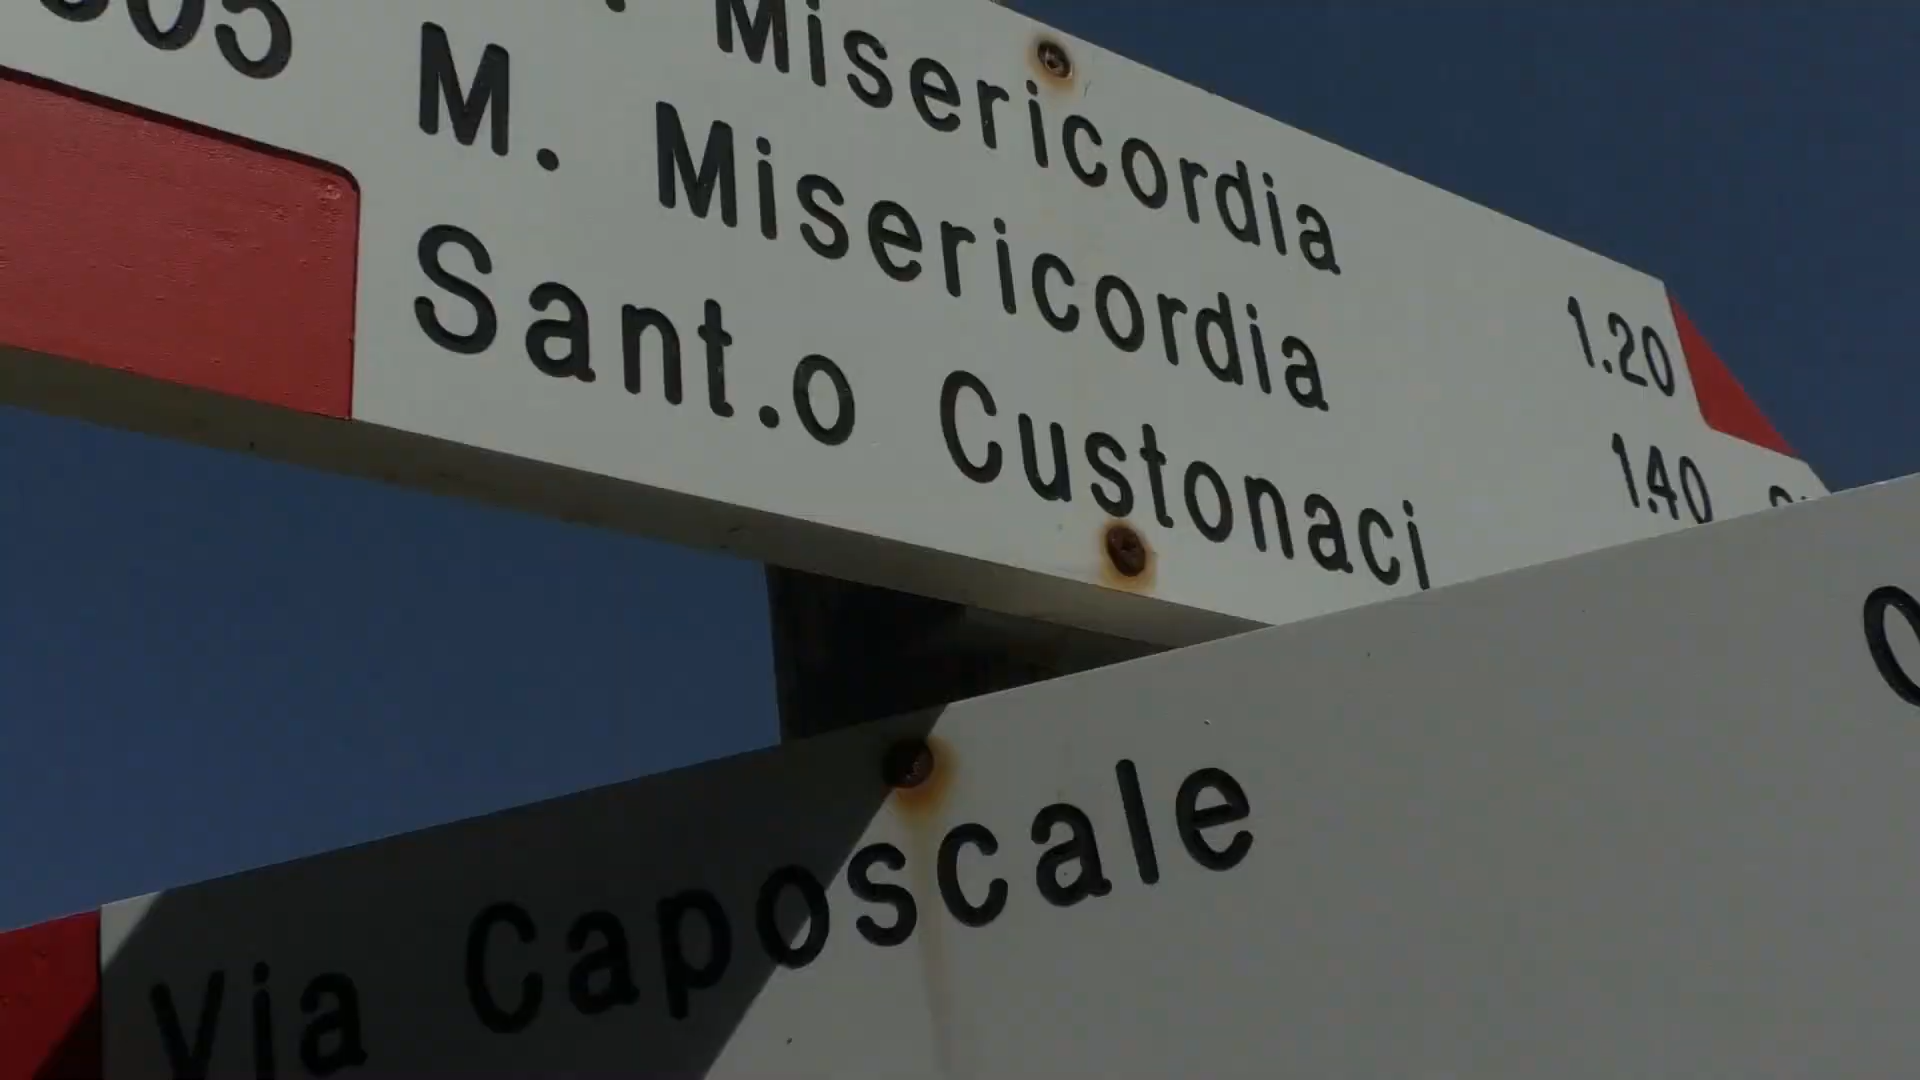 Misericordia
M. Misericordia 1.20
Sant.o Custonaci 1.40
Via Caposcale